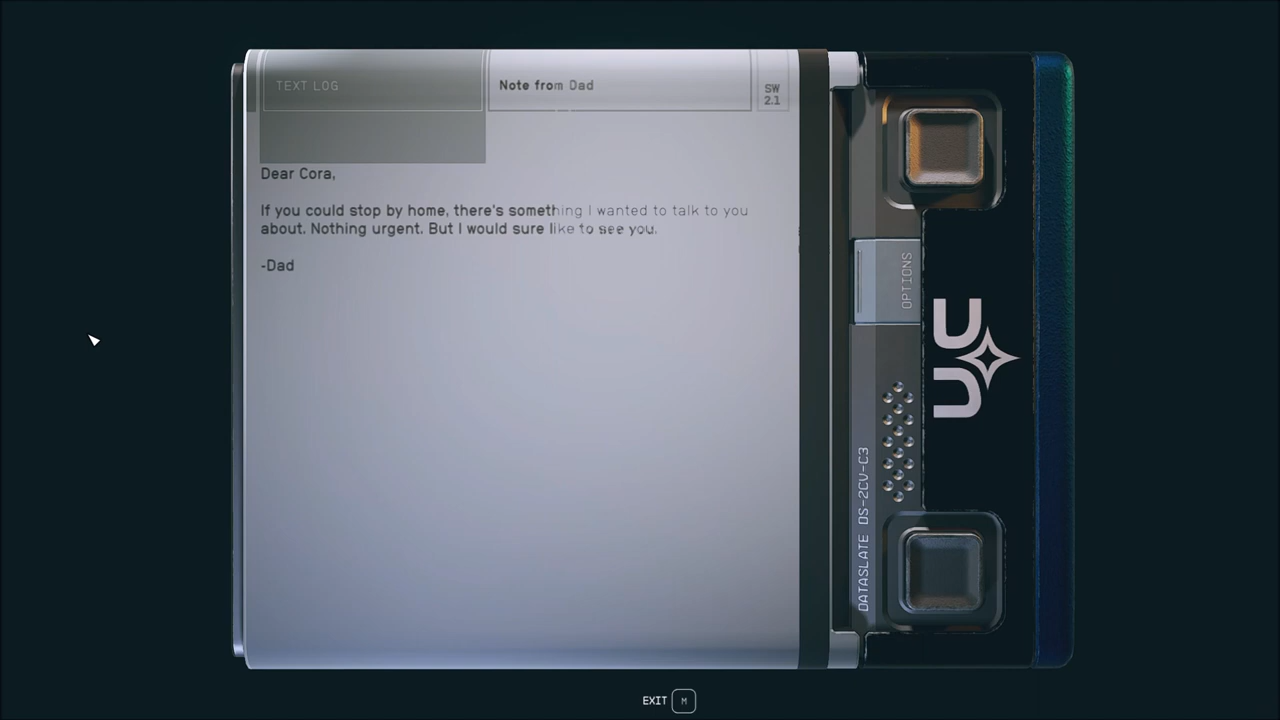 TEXT LOG
Note from Dad
SW
2.1
Dear Cora,
If you could stop by home, there's something I wanted to talk to you
about. Nothing urgent. But I would sure like to see you.
-Dad
OPTIONS
UC
DATASLATE DS-2CV-C3
EXIT M